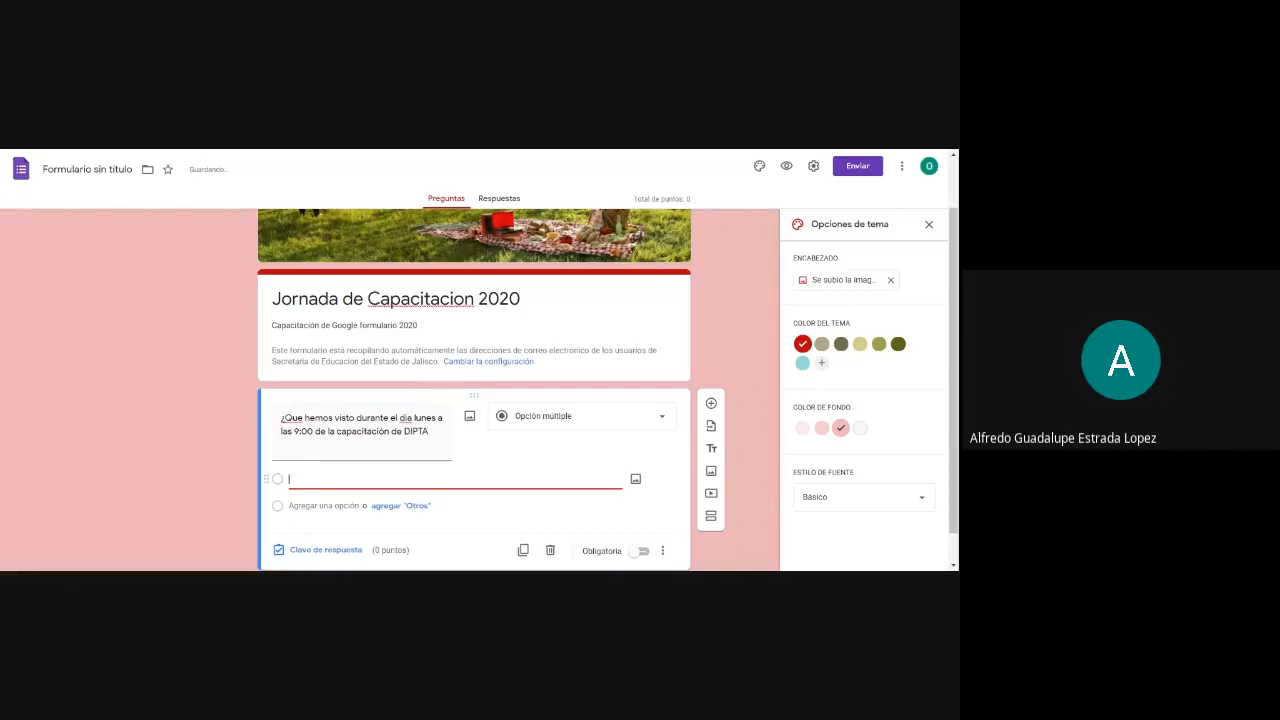 Formulario sin título
Guardando...
Enviar
O
Preguntas
Respuestas
Total de puntos: 0
Jornada de Capacitacion 2020
Capacitación de Google formulario 2020
Este formulario está recopilando automáticamente las direcciones de correo electrónico de los usuarios de
Secretaria de Educacion del Estado de Jalisco. Cambiar la configuración
¿Que hemos visto durante el dia lunes a
las 9:00 de la capacitación de DIPTA
Opción múltiple
Agregar una opción o agregar "Otros"
Clave de respuesta (0 puntos)
Obligatoria
Tт
Opciones de tema
ENCABEZADO
Se subió la imag...
COLOR DEL TEMA
COLOR DE FONDO
ESTILO DE FUENTE
Básico
A
Alfredo Guadalupe Estrada Lopez